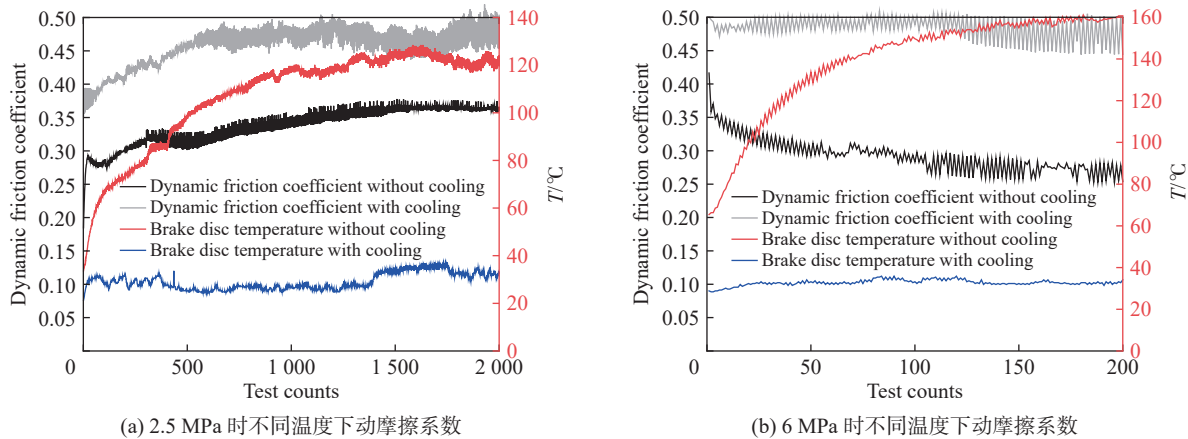 0.50
0.45
0.40
0.35
0.30
0.25
0.20
0.15
0.10
0.05
0
Dynamic friction coefficient
140
120
100
80
60
40
20
0
T/℃
Dynamic friction coefficient without cooling
Dynamic friction coefficient with cooling
Brake disc temperature without cooling
Brake disc temperature with cooling
500
1 000
1 500
2 000
Test counts
(a) 2.5 MPa 时不同温度下动摩擦系数
0.50
0.45
0.40
0.35
0.30
0.25
0.20
0.15
0.10
0.05
0
Dynamic friction coefficient
160
140
120
100
80
60
40
20
0
T/℃
Dynamic friction coefficient without cooling
Dynamic friction coefficient with cooling
Brake disc temperature without cooling
Brake disc temperature with cooling
50
100
150
200
Test counts
(b) 6 MPa 时不同温度下动摩擦系数